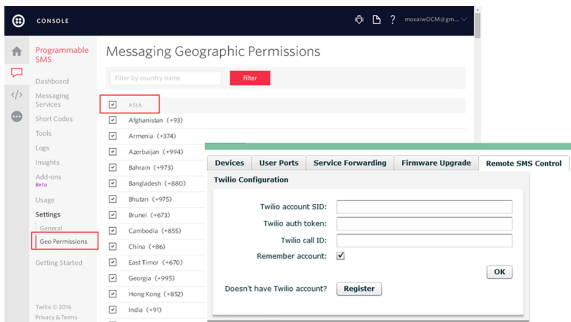 CONSOLE
moxaiwOCM@gm...
Programmable
SMS
Dashboard
Messaging
Services
Short Codes
Tools
Logs
Insights
Add-ons
Beta
Usage
Settings
General
Geo Permissions
Getting Started
Twilio © 2016
Privacy & Terms
Messaging Geographic Permissions
Filter by country name
Filter
ASIA
Afghanistan (+93)
Armenia (+374)
Azerbaijan (+994)
Bahrain (+973)
Bangladesh (+880)
Bhutan (+975)
Brunei (+673)
Cambodia (+855)
China (+86)
East Timor (+670)
Georgia (+995)
Hong Kong (+852)
India (+91)
Devices User Ports Service Forwarding Firmware Upgrade Remote SMS Control
Twilio Configuration
Twilio account SID:
Twilio auth token:
Twilio call ID:
Remember account:
OK
Doesn't have Twilio account? Register